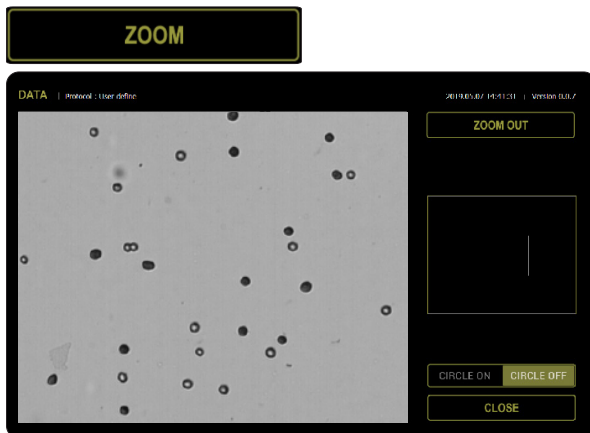 ZOOM
DATA | Protocol : User define
2019.05.07 14:41:31 | Version 0.0.7
ZOOM OUT
CIRCLE ON CIRCLE OFF
CLOSE